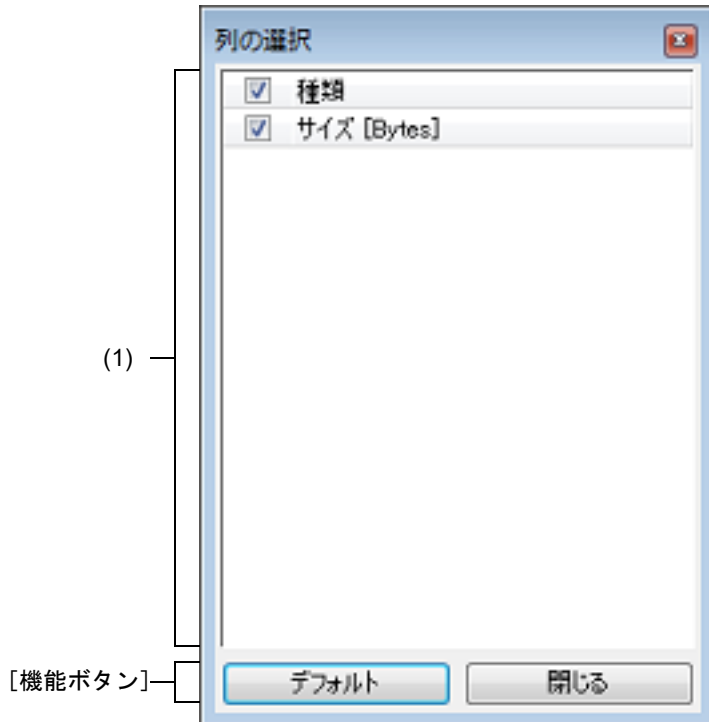 列の選択
種類
サイズ [Bytes]
(1)
[機能ボタン]
デフォルト
閉じる